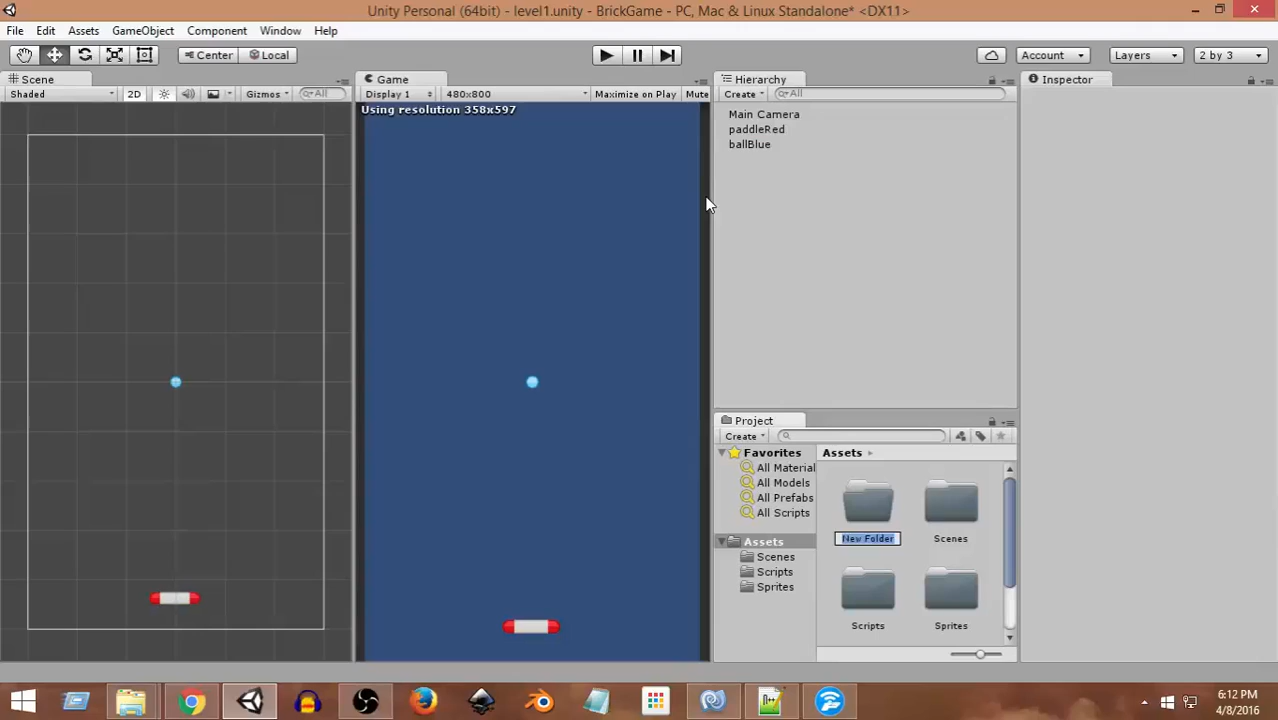 Unity Personal (64bit) - level1.unity - BrickGame - PC, Mac & Linux Standalone* <DX11>
File Edit Assets GameObject Component Window Help
Center Local Account Layers 2 by 3
Scene Game Hierarchy Inspector
Shaded 2D Gizmos All Display 1 480x800 Maximize on Play Mute Create All
Using resolution 358x597
Main Camera
paddleRed
ballBlue
Project
Create
Favorites Assets
All Material
All Models
All Prefabs
All Scripts
New Folder Scenes
Assets
Scenes
Scripts
Sprites
Scripts Sprites
6:12 PM
4/8/2016